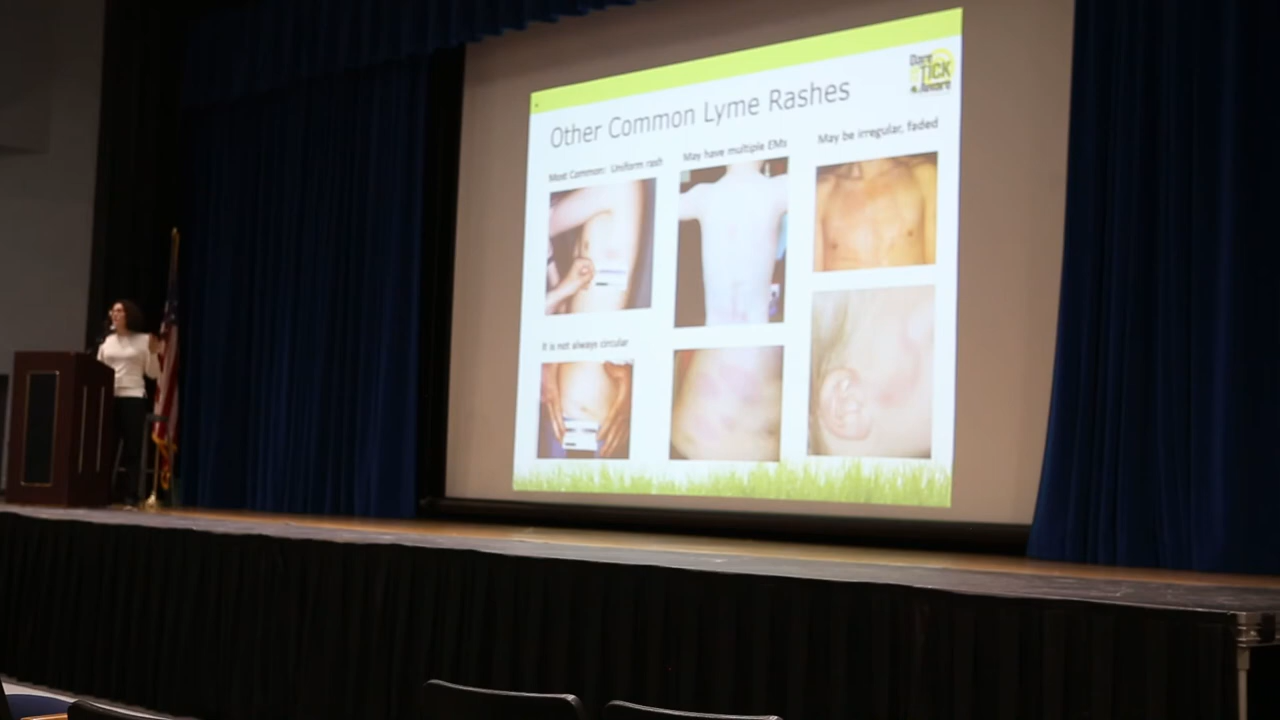 Dare
2 TICK
Aware
Other Common Lyme Rashes
Most Common: Uniform rash
May have multiple EMs
May be irregular, faded
It is not always circular